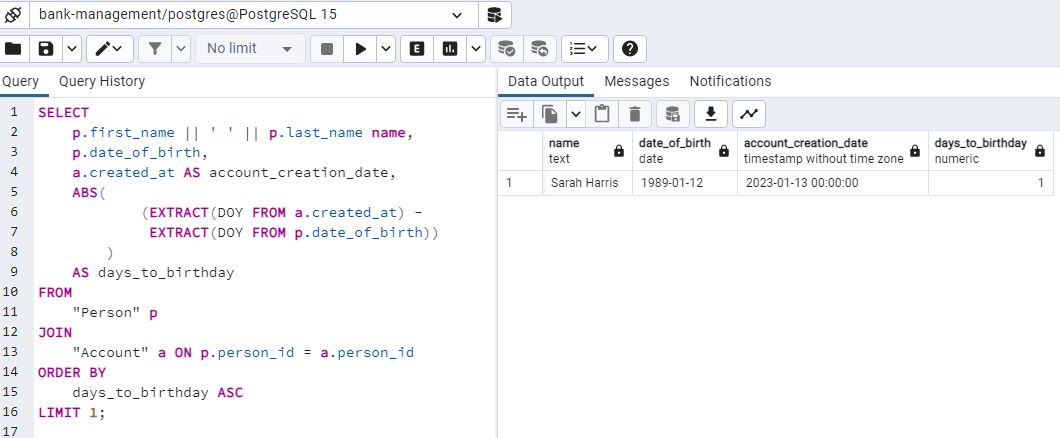 bank-management/postgres@PostgreSQL 15
No limit
E
Query Query History
1 SELECT
2 p.first_name || ' ' || p.last_name name,
3 p.date_of_birth,
4 a.created_at AS account_creation_date,
5 ABS(
6 (EXTRACT(DOY FROM a.created_at) -
7 EXTRACT(DOY FROM p.date_of_birth))
8 )
9 AS days_to_birthday
10 FROM
11 "Person" p
12 JOIN
13 "Account" a ON p.person_id = a.person_id
14 ORDER BY
15 days_to_birthday ASC
16 LIMIT 1;
17
Data Output Messages Notifications
name date_of_birth account_creation_date days_to_birthday
text date timestamp without time zone numeric
1 Sarah Harris 1989-01-12 2023-01-13 00:00:00 1